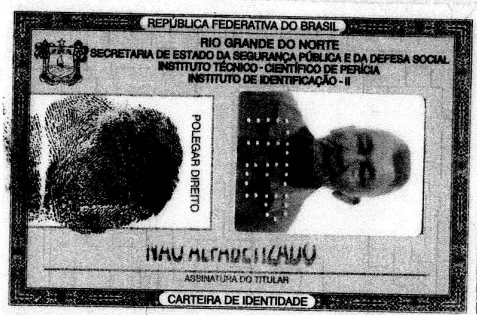 REPÚBLICA FEDERATIVA DO BRASIL
RIO GRANDE DO NORTE
SECRETARIA DE ESTADO DA SEGURANÇA PÚBLICA E DA DEFESA SOCIAL
INSTITUTO TÉCNICO - CIENTÍFICO DE PERÍCIA
INSTITUTO DE IDENTIFICAÇÃO - II
POLEGAR DIREITO
NÃO ALFABETIZADO
ASSINATURA DO TITULAR
CARTEIRA DE IDENTIDADE